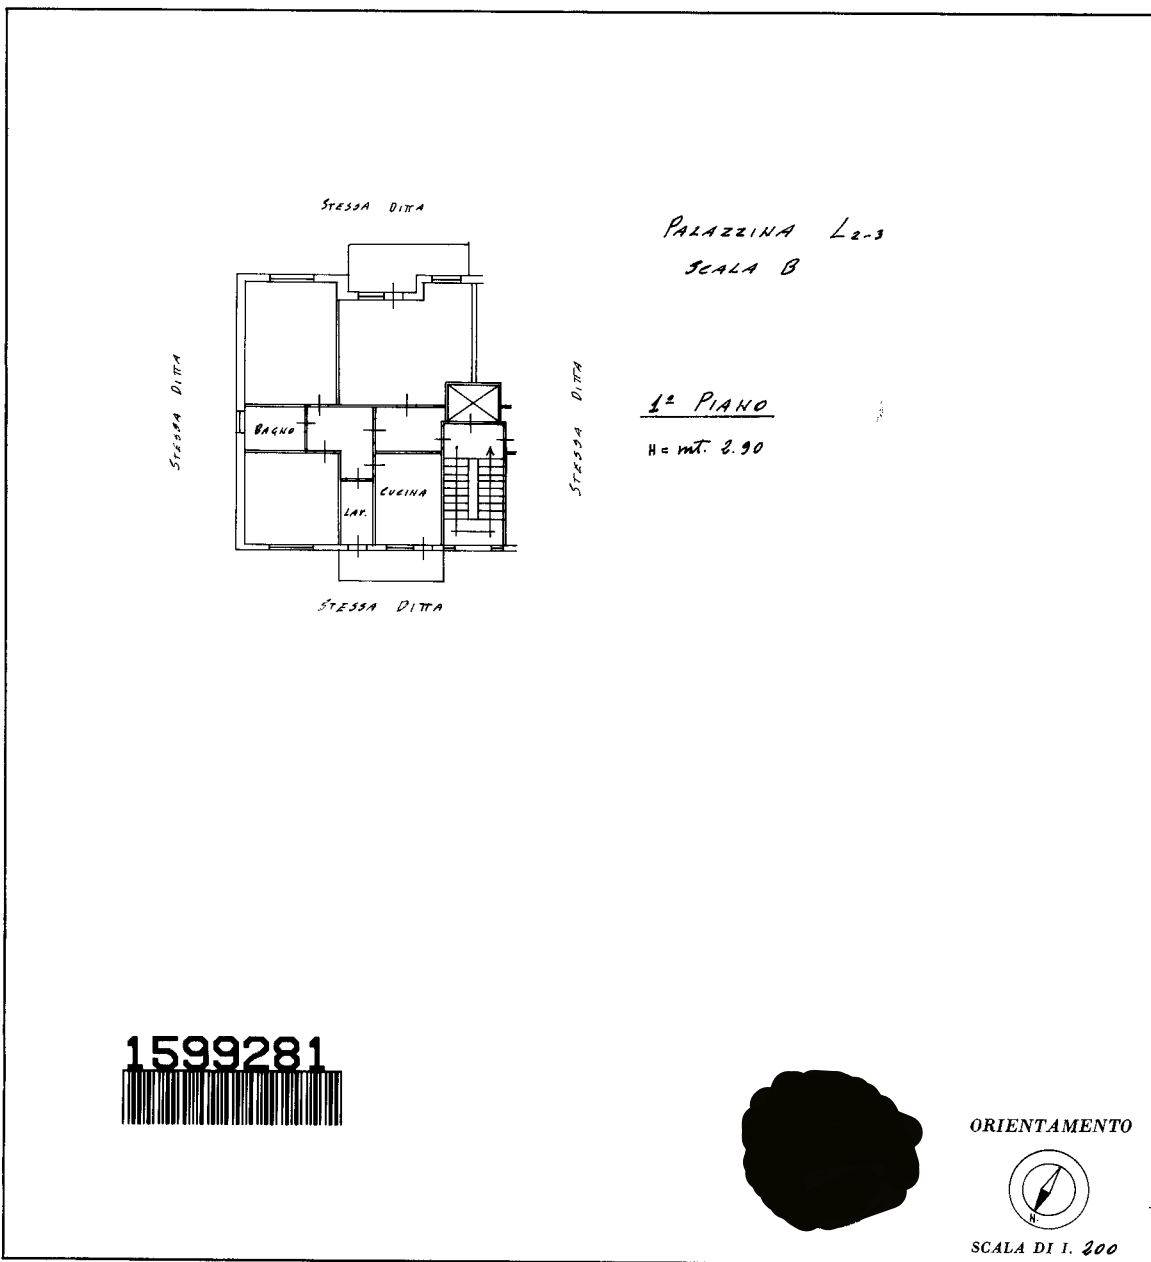 STESSA DITTA
PALAZZINA L2-3
SCALA B
STESSA DITTA
STESSA DITTA
1º PIANO
H = mt. 2.90
BAGNO
CUCINA
LAV.
STESSA DITTA
1599281
ORIENTAMENTO
N.
SCALA DI 1. 200